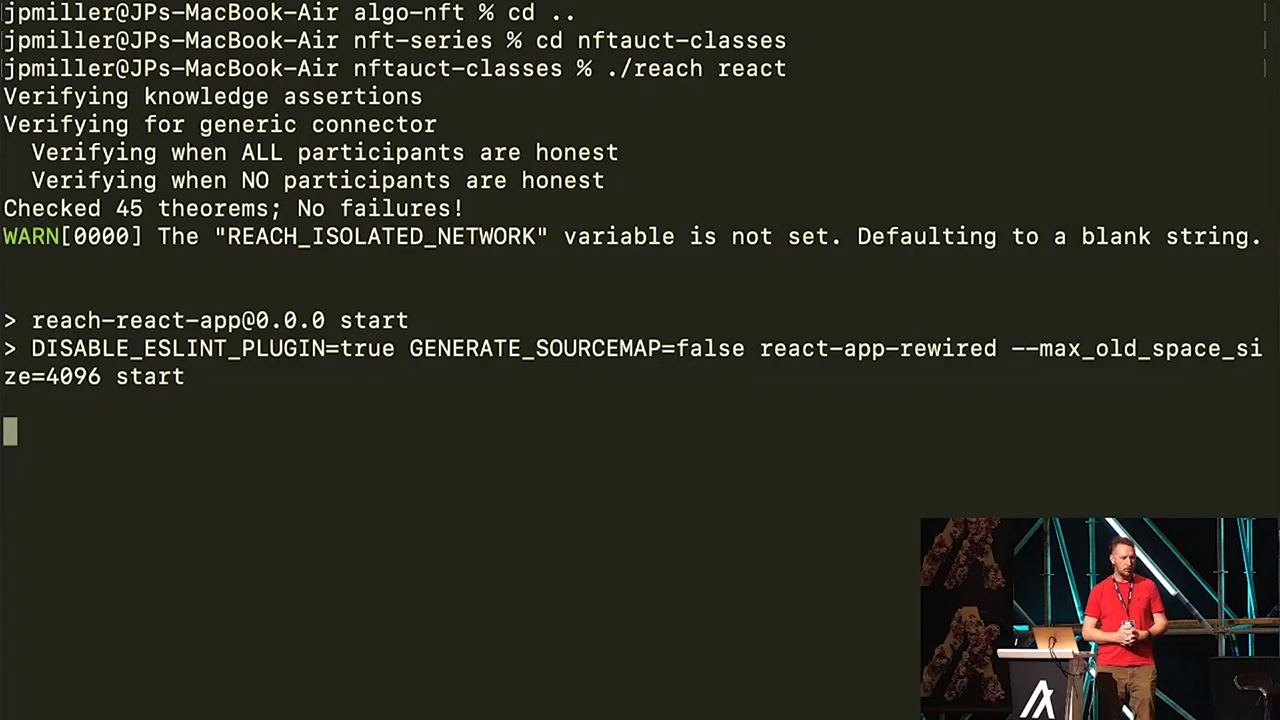 jpmiller@JPs-MacBook-Air algo-nft % cd ..
jpmiller@JPs-MacBook-Air nft-series % cd nftauct-classes
jpmiller@JPs-MacBook-Air nftauct-classes % ./reach react
Verifying knowledge assertions
Verifying for generic connector
  Verifying when ALL participants are honest
  Verifying when NO participants are honest
Checked 45 theorems; No failures!
WARN[0000] The "REACH_ISOLATED_NETWORK" variable is not set. Defaulting to a blank string.
> reach-react-app@0.0.0 start
> DISABLE_ESLINT_PLUGIN=true GENERATE_SOURCEMAP=false react-app-rewired --max_old_space_si
ze=4096 start